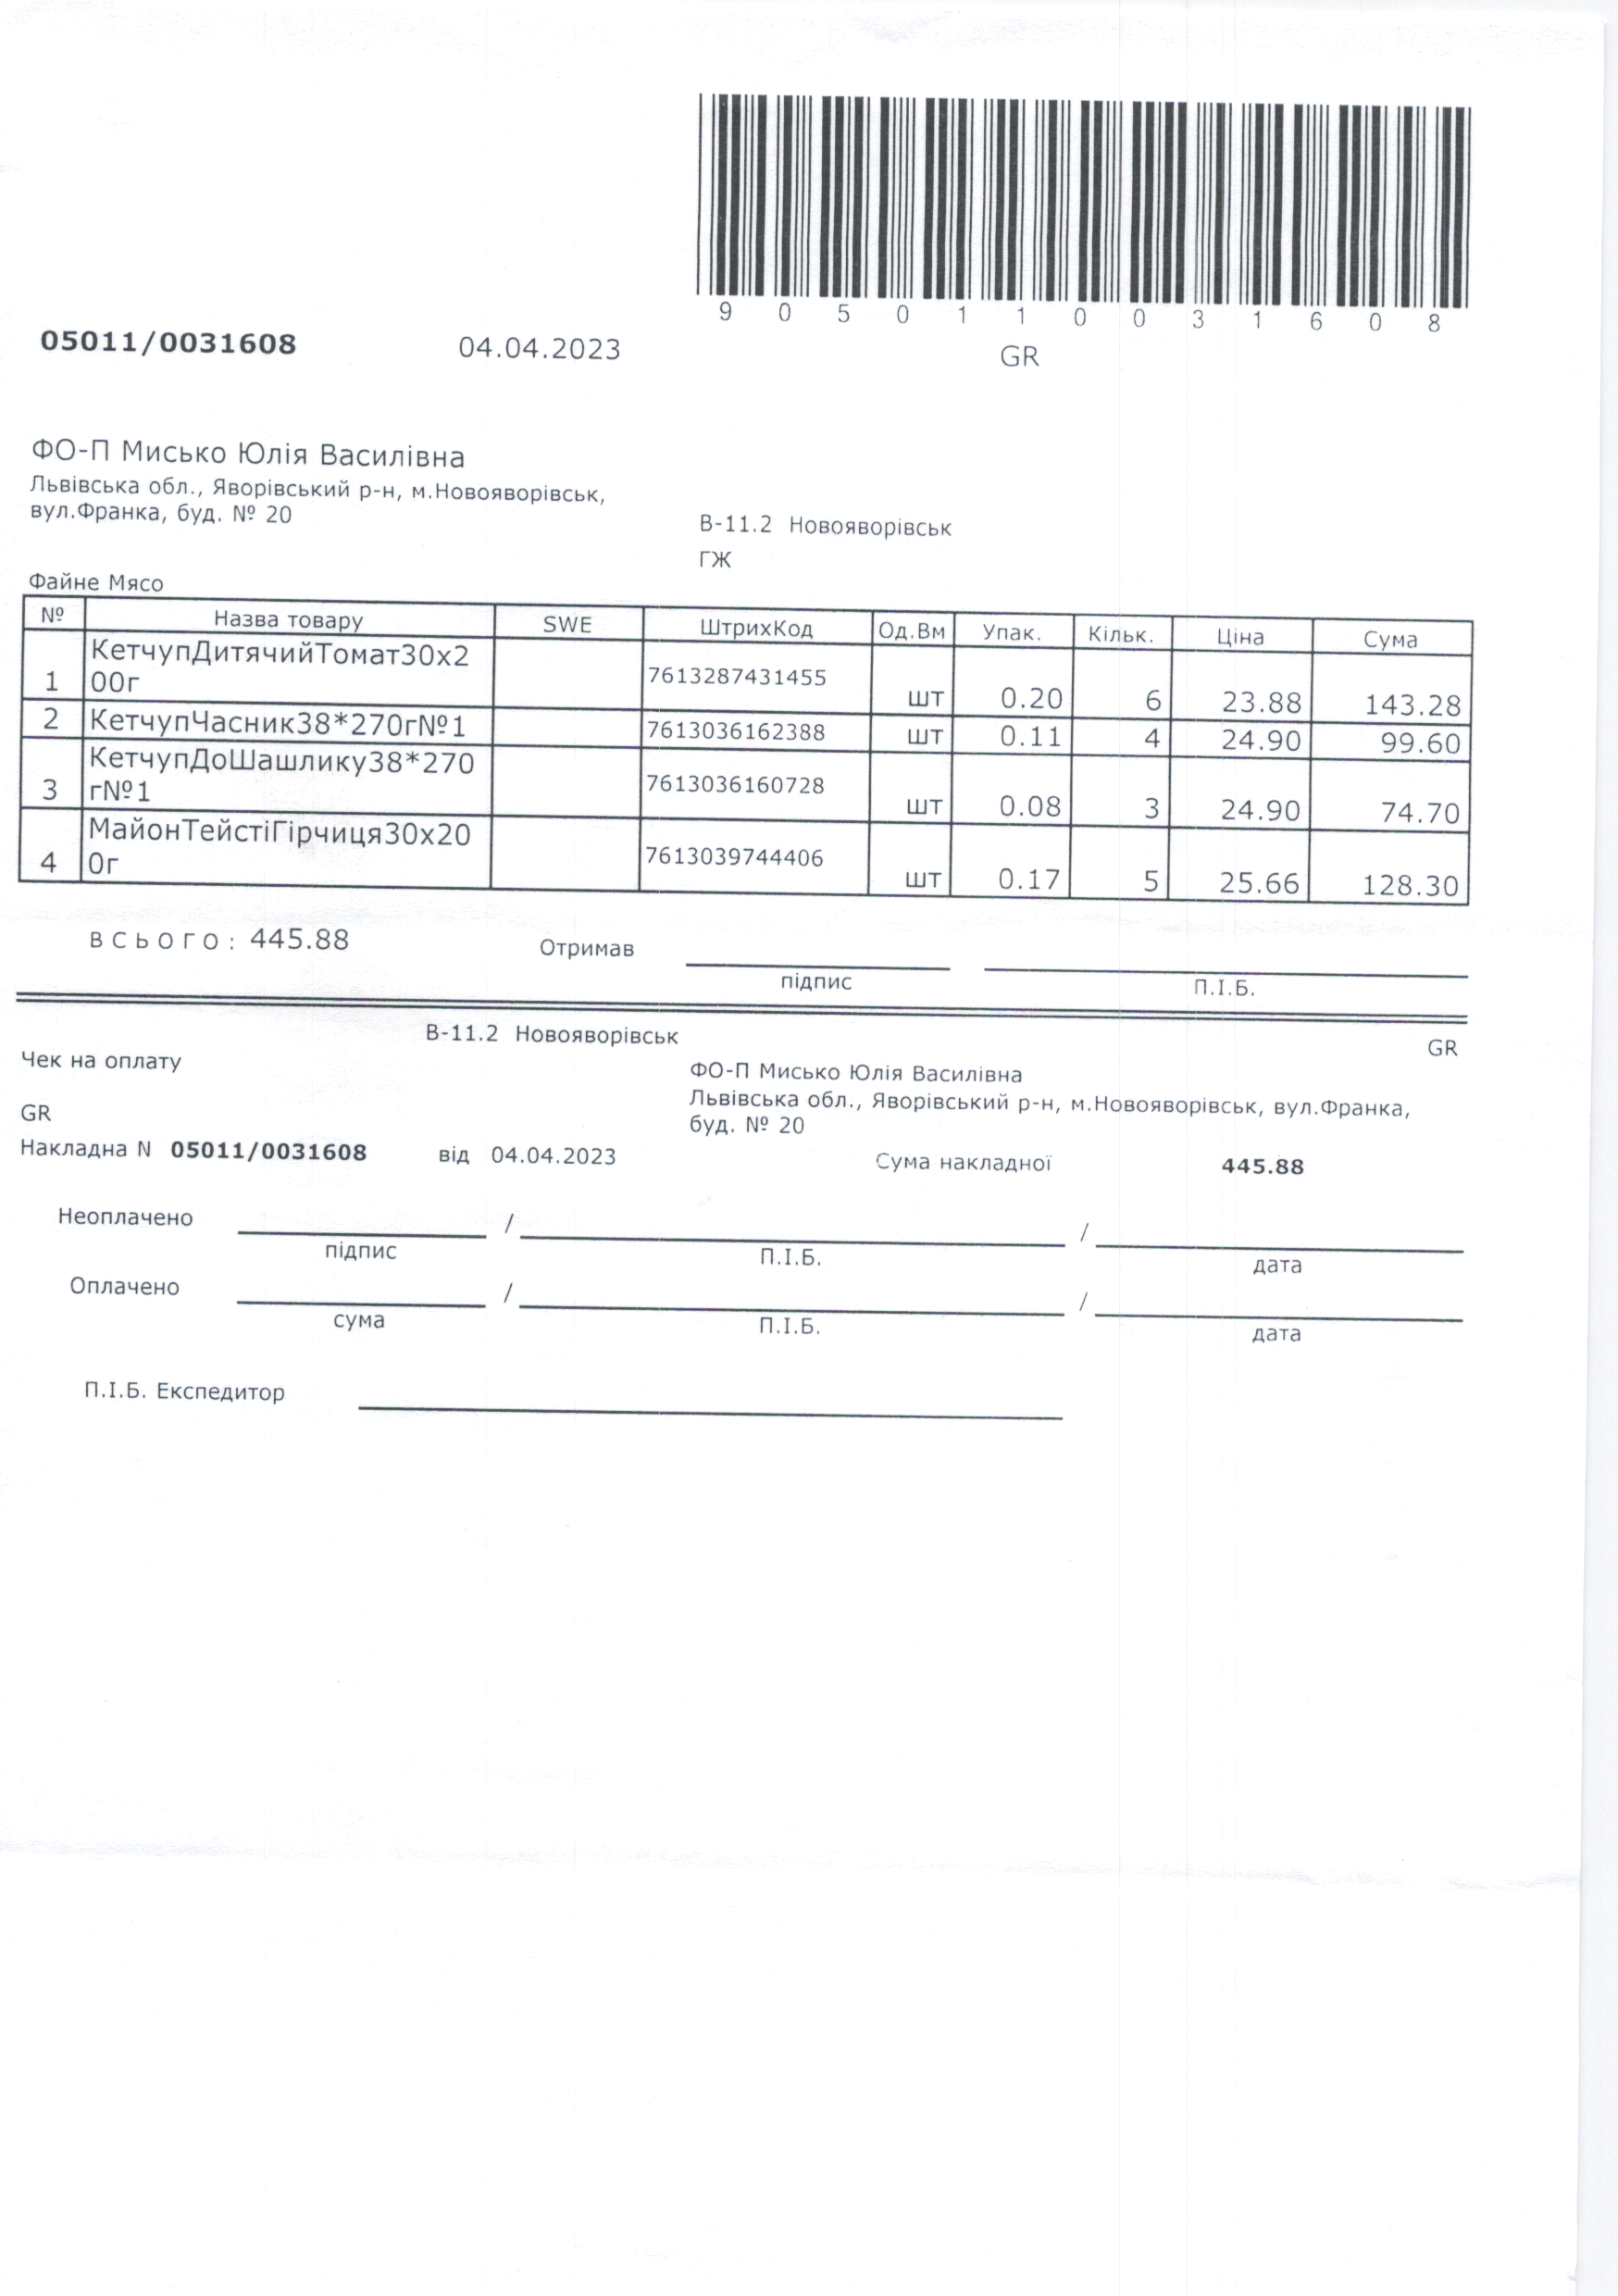 9 0 5 0 1 1 0 0 3 1 6 0 8
05011/0031608 04.04.2023 GR
ФО-П Мисько Юлія Василівна
Львівська обл., Яворівський р-н, м.Новояворівськ,
вул.Франка, буд. № 20
В-11.2 Новояворівськ
ГЖ
Файне Мясо
№ Назва товару SWE ШтрихКод Од.Вм Упак. Кільк. Ціна Сума
КетчупДитячийТомат30х2
1 00г 7613287431455 шт 0.20 6 23.88 143.28
2 КетчупЧасник38*270г№1 7613036162388 шт 0.11 4 24.90 99.60
КетчупДоШашлику38*270
3 г№1 7613036160728 шт 0.08 3 24.90 74.70
МайонТейстіГірчиця30х20
4 0г 7613039744406 шт 0.17 5 25.66 128.30
В С Ь О Г О : 445.88 Отримав
підпис П.І.Б.
В-11.2 Новояворівськ GR
Чек на оплату
ФО-П Мисько Юлія Василівна
Львівська обл., Яворівський р-н, м.Новояворівськ, вул.Франка,
буд. № 20
GR
Накладна N 05011/0031608 від 04.04.2023 Сума накладної 445.88
Неоплачено / /
підпис П.І.Б. дата
Оплачено / /
сума П.І.Б. дата
П.І.Б. Експедитор